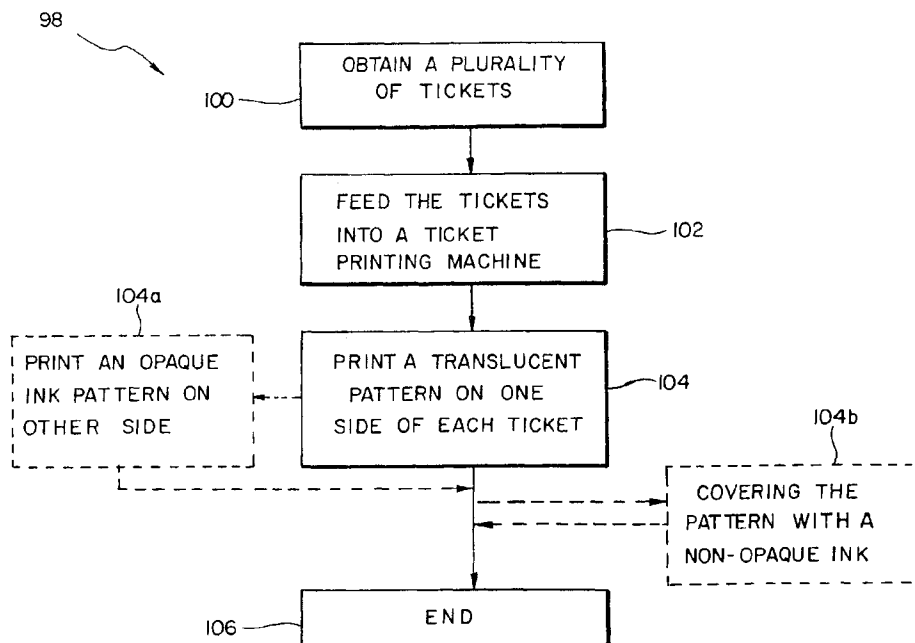 98
OBTAIN A PLURALITY
OF TICKETS
100
FEED THE TICKETS
INTO A TICKET
PRINTING MACHINE
102
104a
PRINT AN OPAQUE
INK PATTERN ON
OTHER SIDE
PRINT A TRANSLUCENT
PATTERN ON ONE
SIDE OF EACH TICKET
104
104b
COVERING THE
PATTERN WITH A
NON-OPAQUE INK
END
106